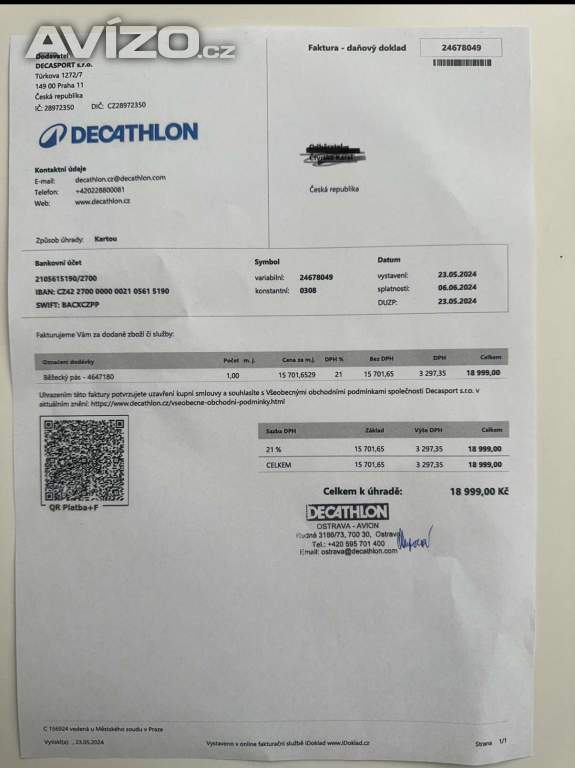 AVÍZO.cz
Dodavatel
DECASPORT s.r.o.
Türkova 1272/7
149 00 Praha 11
Česká republika
IČ: 28972350 DIČ: CZ28972350
DECATHLON
Kontaktní údaje
E-mail: decathlon.cz@decathlon.com
Telefon: +420228800081
Web: www.decathlon.cz
Způsob úhrady: Kartou
Faktura - daňový doklad 24678049
Odběratel
Karel
Česká republika
Bankovní účet
2105615190/2700
IBAN: CZ42 2700 0000 0021 0561 5190
SWIFT: BACXCZPP
Symbol
variabilní: 24678049
konstantní: 0308
Datum
vystavení: 23.05.2024
splatnosti: 06.06.2024
DUZP: 23.05.2024
Fakturujeme Vám za dodané zboží či služby:
Označení dodávky Počet m. j. Cena za m.j. DPH % Bez DPH DPH Celkem
Běžecký pás - 4647180 1,00 15 701,6529 21 15 701,65 3 297,35 18 999,00
Uhrazením této faktury potvrzujete uzavření kupní smlouvy a souhlasíte s Všeobecnými obchodními podmínkami společnosti Decasport s.r.o. v
aktuálním znění: https://www.decathlon.cz/vseobecne-obchodni-podminky.html
Sazba DPH Základ Výše DPH Celkem
21 % 15 701,65 3 297,35 18 999,00
CELKEM 15 701,65 3 297,35 18 999,00
QR Platba+F
Celkem k úhradě: 18 999,00 Kč
DECATHLON
OSTRAVA - AVION
Rudná 3186/73, 700 30, Ostrava
Tel.: +420 595 701 400
Email: ostrava@decathlon.com
C 156924 vedená u Městského soudu v Praze
Vystavil(a): , 23.05.2024
Vystaveno v online fakturační službě iDoklad www.iDoklad.cz
Strana 1/1